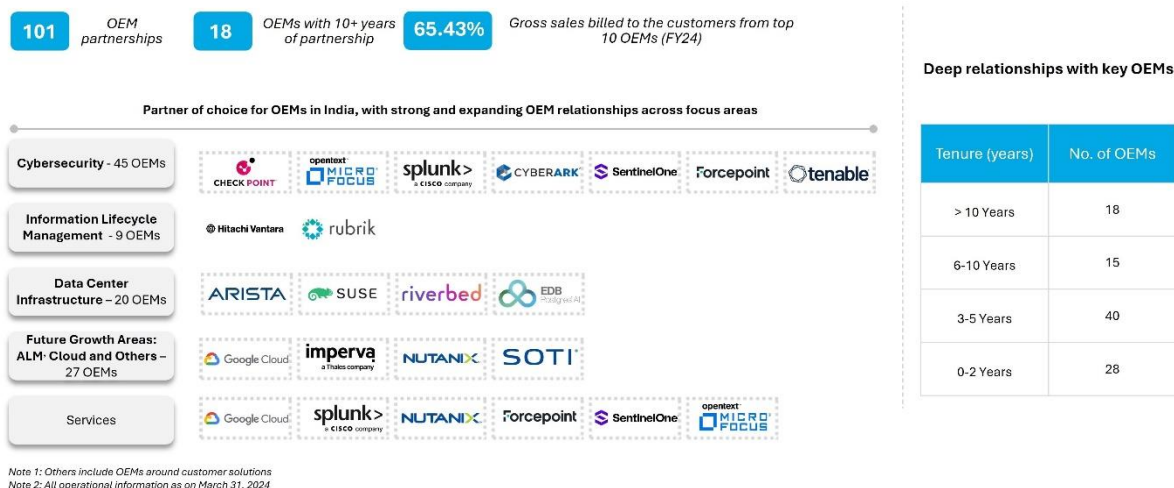 101
OEM
partnerships
18
OEMs with 10+ years
of partnership
65.43%
Gross sales billed to the customers from top
10 OEMs (FY24)
Partner of choice for OEMs in India, with strong and expanding OEM relationships across focus areas
Cybersecurity - 45 OEMs
CHECK POINT
opentext
MICRO
FOCUS
splunk>
a CISCO company
CYBERARK
SentinelOne
Forcepoint
tenable
Information Lifecycle
Management - 9 OEMs
Hitachi Vantara
rubrik
Data Center
Infrastructure – 20 OEMs
ARISTA
SUSE
riverbed
EDB
Postgres AI
Future Growth Areas:
ALM· Cloud and Others –
27 OEMs
Google Cloud
imperva
a Thales company
NUTANIX
SOTI
Services
Google Cloud
splunk>
a CISCO company
NUTANIX
Forcepoint
SentinelOne
opentext
MICRO
FOCUS
Note 1: Others include OEMs around customer solutions
Note 2: All operational information as on March 31, 2024
Deep relationships with key OEMs
Tenure (years) No. of OEMs
> 10 Years 18
6-10 Years 15
3-5 Years 40
0-2 Years 28